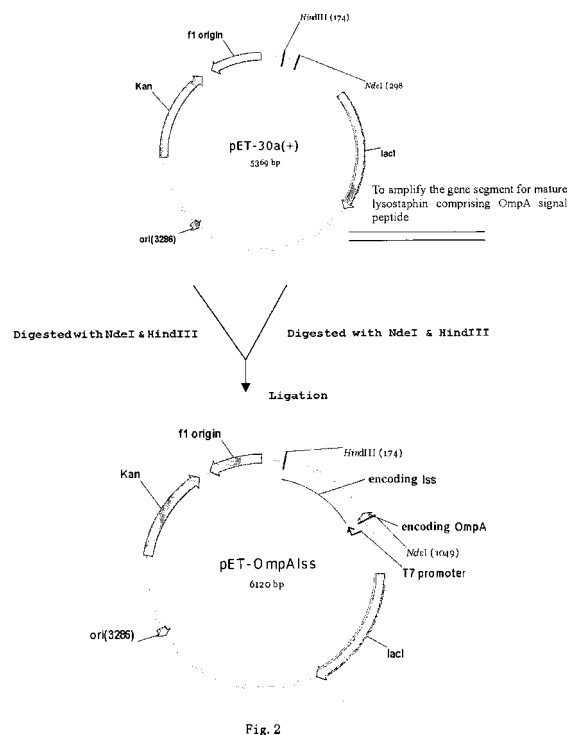 HindIII (174)
f1 origin
Kan
NdeI (298
pET-30a(+)
5369 bp
lacI
To amplify the gene segment for mature
lysostaphin comprising OmpA signal
peptide
ori(3286)
Digested with NdeI & HindIII
Digested with NdeI & HindIII
Ligation
f1 origin
HindIII (174)
Kan
encoding lss
encoding OmpA
NdeI (1049)
T7 promoter
pET-OmpAlss
6120 bp
ori(3286)
lacI
Fig. 2